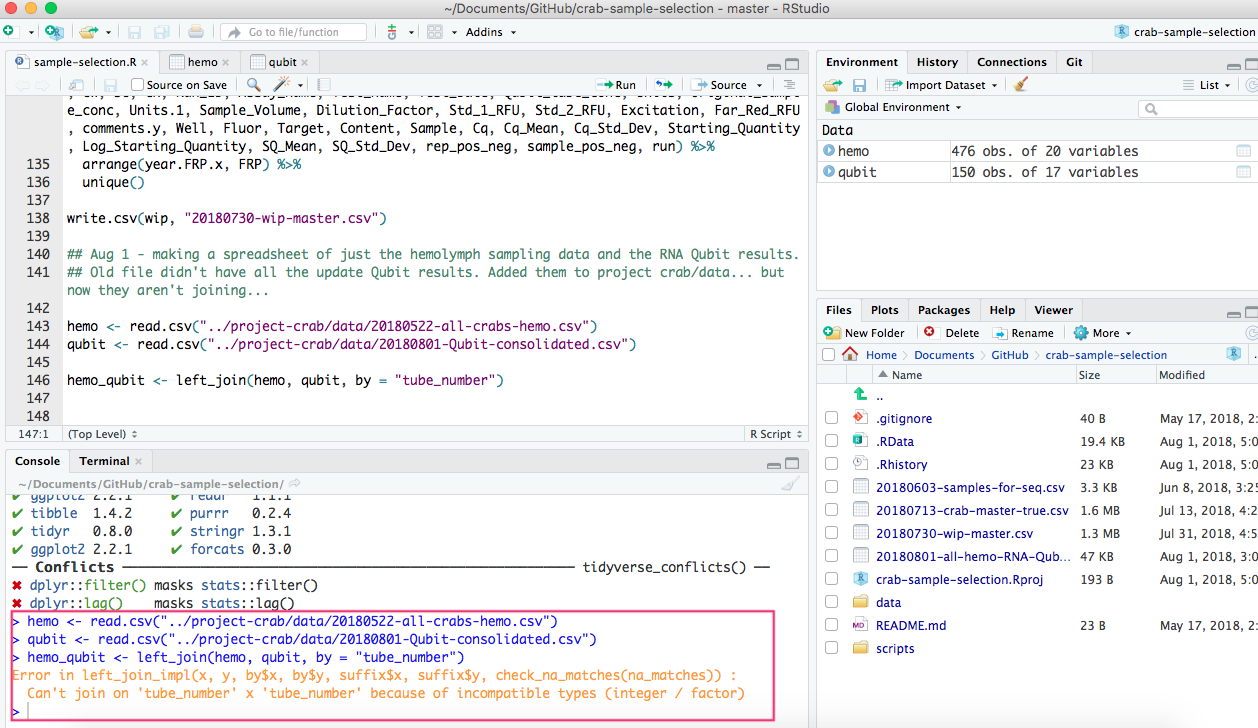 ~/Documents/GitHub/crab-sample-selection - master - RStudio
Go to file/function
Addins
crab-sample-selection
sample-selection.R
hemo
qubit
Source on Save
Run
Source
e_conc, Units.1, Sample_Volume, Dilution_Factor, Std_1_RFU, Std_2_RFU, Excitation, Far_Red_RFU
, comments.y, Well, Fluor, Target, Content, Sample, Cq, Cq_Mean, Cq_Std_Dev, Starting_Quantity
, Log_Starting_Quantity, SQ_Mean, SQ_Std_Dev, rep_pos_neg, sample_pos_neg, run) %>%
135 arrange(year.FRP.x, FRP) %>%
136 unique()
137
138 write.csv(wip, "20180730-wip-master.csv")
139
140 ## Aug 1 - making a spreadsheet of just the hemolymph sampling data and the RNA Qubit results.
141 ## Old file didn't have all the update Qubit results. Added them to project crab/data... but
now they aren't joining...
142
143 hemo <- read.csv("../project-crab/data/20180522-all-crabs-hemo.csv")
144 qubit <- read.csv("../project-crab/data/20180801-Qubit-consolidated.csv")
145
146 hemo_qubit <- left_join(hemo, qubit, by = "tube_number")
147
148
147:1 (Top Level) R Script
Console Terminal
~/Documents/GitHub/crab-sample-selection/
✔ ggplot2 2.2.1 ✔ readr 1.1.1
✔ tibble 1.4.2 ✔ purrr 0.2.4
✔ tidyr 0.8.0 ✔ stringr 1.3.1
✔ ggplot2 2.2.1 ✔ forcats 0.3.0
── Conflicts ── tidyverse_conflicts() ──
✖ dplyr::filter() masks stats::filter()
✖ dplyr::lag() masks stats::lag()
> hemo <- read.csv("../project-crab/data/20180522-all-crabs-hemo.csv")
> qubit <- read.csv("../project-crab/data/20180801-Qubit-consolidated.csv")
> hemo_qubit <- left_join(hemo, qubit, by = "tube_number")
Error in left_join_impl(x, y, by$x, by$y, suffix$x, suffix$y, check_na_matches(na_matches)) :
Can't join on 'tube_number' x 'tube_number' because of incompatible types (integer / factor)
>
Environment History Connections Git
Import Dataset List
Global Environment
Data
hemo 476 obs. of 20 variables
qubit 150 obs. of 17 variables
Files Plots Packages Help Viewer
New Folder Delete Rename More
Home Documents GitHub crab-sample-selection
Name Size Modified
..
.gitignore 40 B May 17, 2018, 2:
.RData 19.4 KB Aug 1, 2018, 5:0
.Rhistory 23 KB Aug 1, 2018, 5:0
20180603-samples-for-seq.csv 3.3 KB Jun 8, 2018, 3:25
20180713-crab-master-true.csv 1.6 MB Jul 13, 2018, 4:2
20180730-wip-master.csv 1.3 MB Jul 31, 2018, 4:5
20180801-all-hemo-RNA-Qub... 47 KB Aug 1, 2018, 3:0
crab-sample-selection.Rproj 193 B Aug 1, 2018, 5:0
data
README.md 23 B May 17, 2018, 2:
scripts